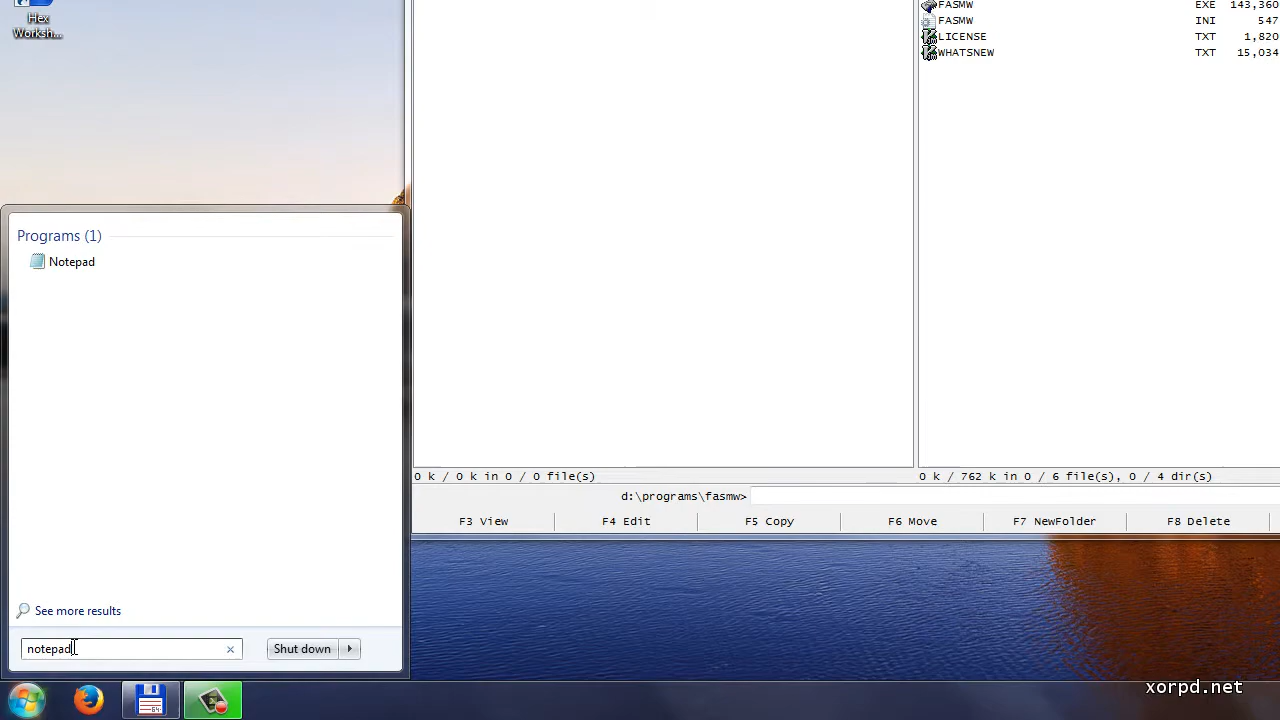 Hex
Worksh...
FASMW EXE 143,360
FASMW INI 547
LICENSE TXT 1,820
WHATSNEW TXT 15,034
Programs (1)
Notepad
See more results
notepad
Shut down
0 k / 0 k in 0 / 0 file(s)
0 k / 762 k in 0 / 6 file(s), 0 / 4 dir(s)
d:\programs\fasmw>
F3 View
F4 Edit
F5 Copy
F6 Move
F7 NewFolder
F8 Delete
64
xorpd.net